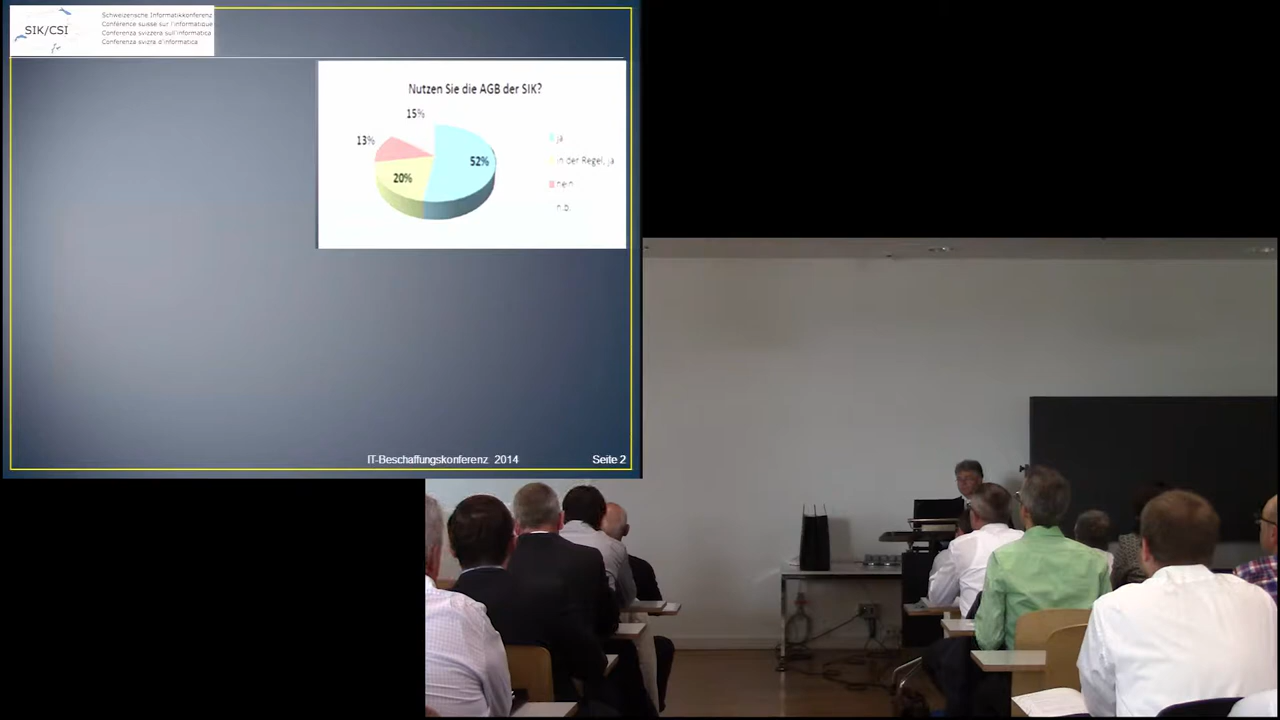 SIK/CSI
Schweizerische Informatikkonferenz
Conférence suisse sur l'informatique
Conferenza svizzera sull'informatica
Conferenza svizra d'informatica
Nutzen Sie die AGB der SIK?
15%
13%
52%
20%
ja
in der Regel, ja
nein
n.b.
IT-Beschaffungskonferenz 2014
Seite 2